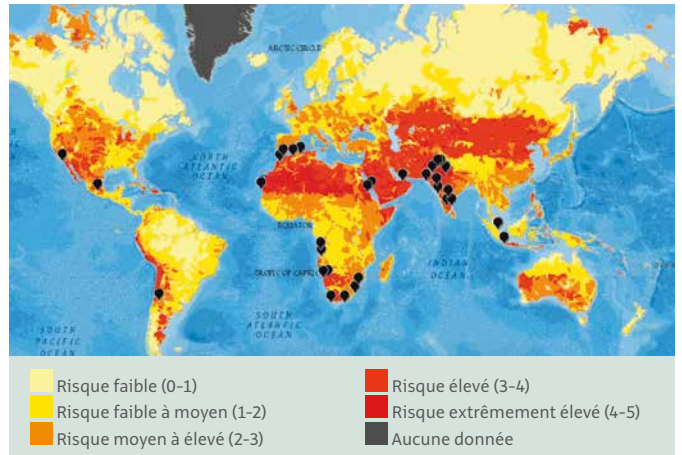 ARCTIC CIRCLE
NORTH
ATLANTIC
OCEAN
EQUATOR
TROPIC OF CAPRIC
INDIAN
OCEAN
SOUTH
ATLANTIC
OCEAN
SOUTH
PACIFIC
OCEAN
Risque faible (0-1)
Risque faible à moyen (1-2)
Risque moyen à élevé (2-3)
Risque élevé (3-4)
Risque extrêmement élevé (4-5)
Aucune donnée